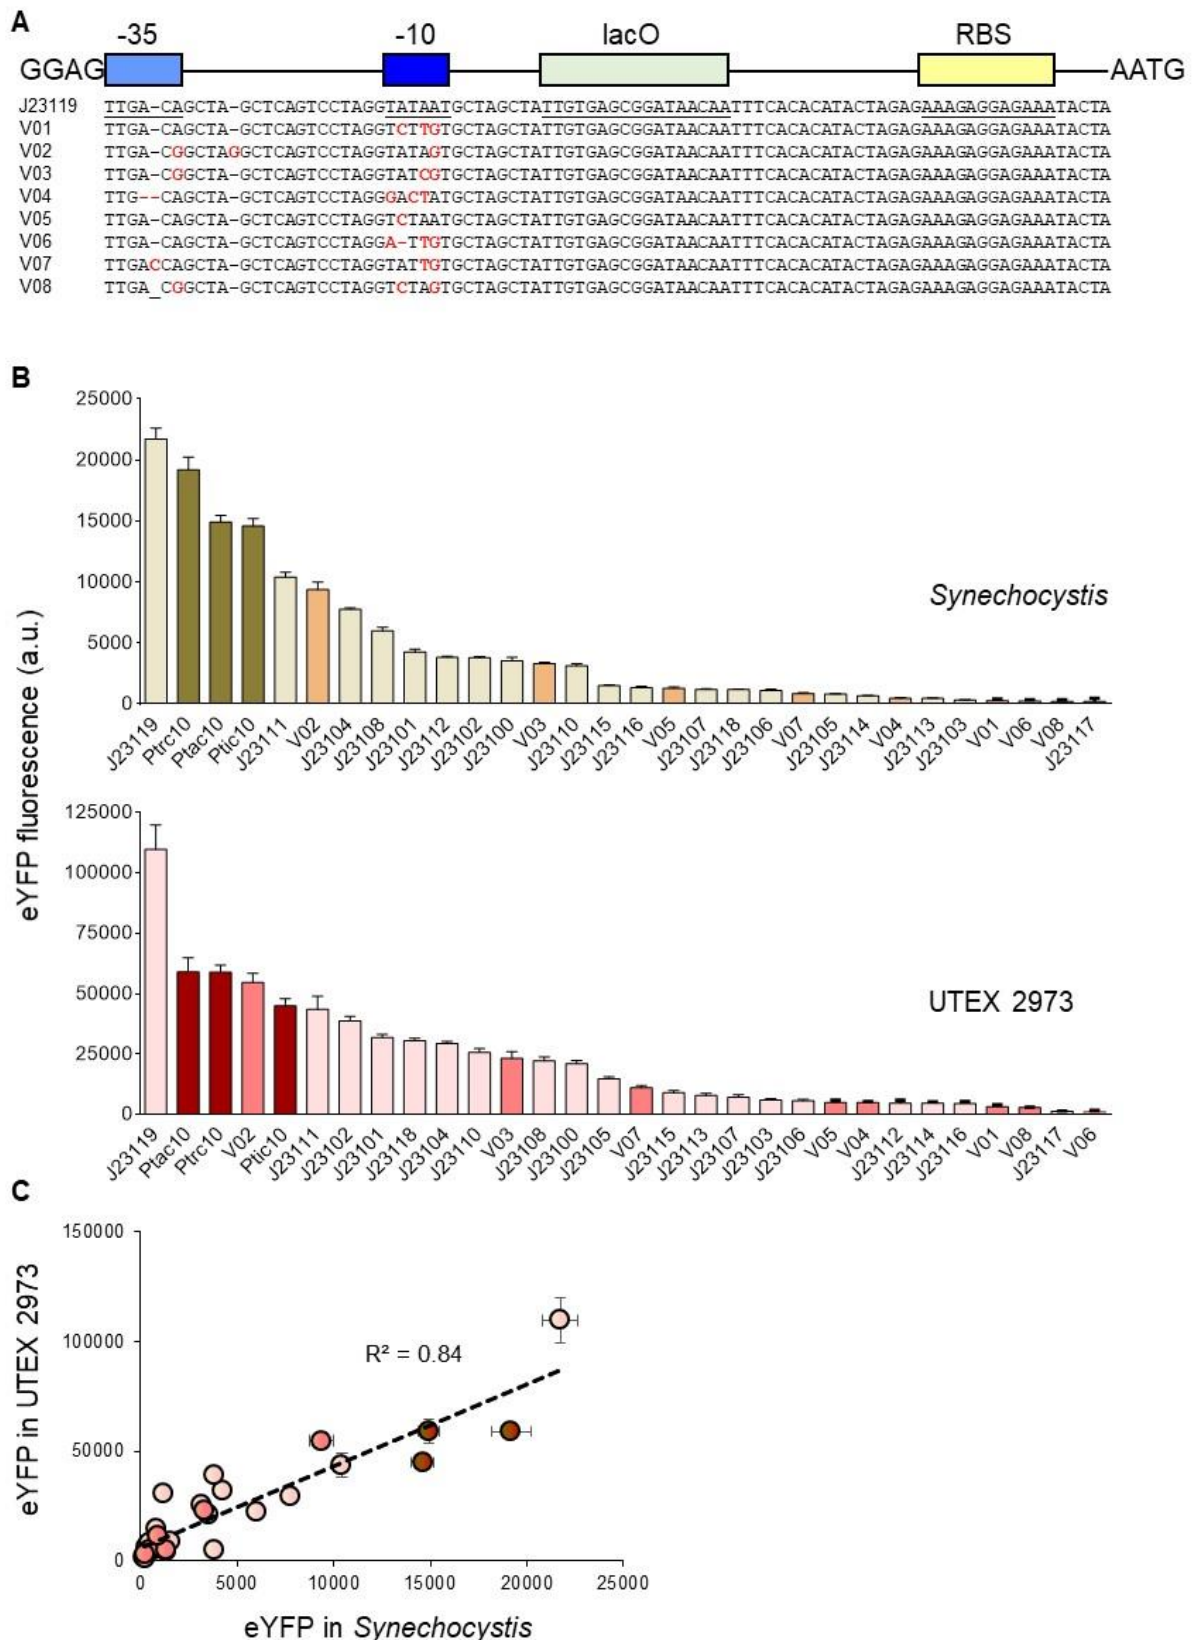 A
-35 -10 lacO RBS
GGAG AATG
J23119 TTGA-CAGCTA-GCTCAGTCCTAGGTATAATGCTAGCTATTGTGAGCGGATAACAATTTCACACATACTAGAGAAAGAGGAGAAATACTA
V01 TTGA-CAGCTA-GCTCAGTCCTAGGTCTTGTGCTAGCTATTGTGAGCGGATAACAATTTCACACATACTAGAGAAAGAGGAGAAATACTA
V02 TTGA-CGGCTAGGCTCAGTCCTAGGTATAGTGCTAGCTATTGTGAGCGGATAACAATTTCACACATACTAGAGAAAGAGGAGAAATACTA
V03 TTGA-CGGCTA-GCTCAGTCCTAGGTATCGTGCTAGCTATTGTGAGCGGATAACAATTTCACACATACTAGAGAAAGAGGAGAAATACTA
V04 TTG--CAGCTA-GCTCAGTCCTAGGGACTATGCTAGCTATTGTGAGCGGATAACAATTTCACACATACTAGAGAAAGAGGAGAAATACTA
V05 TTGA-CAGCTA-GCTCAGTCCTAGGTCTAATGCTAGCTATTGTGAGCGGATAACAATTTCACACATACTAGAGAAAGAGGAGAAATACTA
V06 TTGA-CAGCTA-GCTCAGTCCTAGGA-TTGTGCTAGCTATTGTGAGCGGATAACAATTTCACACATACTAGAGAAAGAGGAGAAATACTA
V07 TTGACCAGCTA-GCTCAGTCCTAGGTATTGTGCTAGCTATTGTGAGCGGATAACAATTTCACACATACTAGAGAAAGAGGAGAAATACTA
V08 TTGA_CGGCTA-GCTCAGTCCTAGGTCTAGTGCTAGCTATTGTGAGCGGATAACAATTTCACACATACTAGAGAAAGAGGAGAAATACTA
B
eYFP fluorescence (a.u.)
25000
20000
15000
10000
5000
0
Synechocystis
J23119 Ptrc10 Ptac10 Ptic10 J23111 V02 J23104 J23108 J23101 J23112 J23102 J23100 V03 J23110 J23115 J23116 V05 J23107 J23118 J23106 V07 J23105 J23114 V04 J23113 J23103 V01 V06 V08 J23117
125000
100000
75000
50000
25000
0
UTEX 2973
J23119 Ptac10 Ptrc10 V02 Ptic10 J23111 J23102 J23101 J23118 J23104 J23110 V03 J23108 J23100 J23105 V07 J23115 J23113 J23107 J23103 J23106 V05 V04 J23112 J23114 J23116 V01 V08 J23117 V06
C
eYFP in UTEX 2973
150000
100000
50000
0
R² = 0.84
0 5000 10000 15000 20000 25000
eYFP in Synechocystis